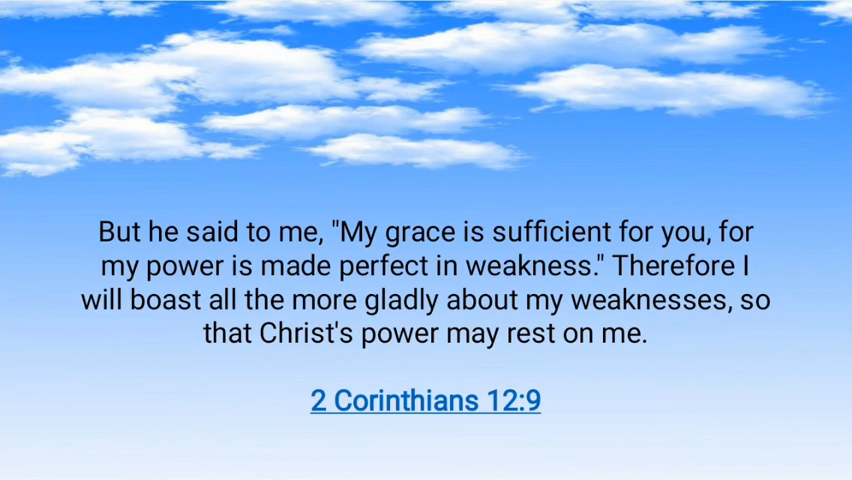 But he said to me, "My grace is sufficient for you, for
my power is made perfect in weakness." Therefore I
will boast all the more gladly about my weaknesses, so
that Christ's power may rest on me.
2 Corinthians 12:9